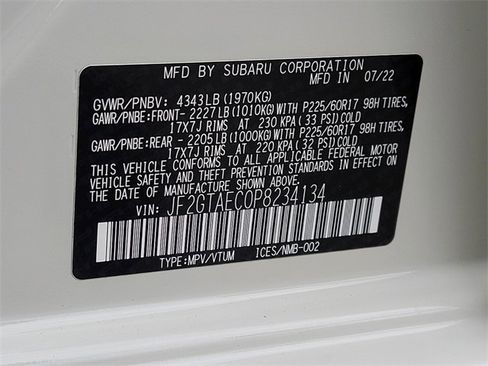 MFD BY SUBARU CORPORATION
IN JAPAN 07/22
GVWR/PNBV: 4343LB (1970KG)
GAWR/PNBE:FRONT- 2227LB (1010KG)WITH P225/60R17 98H TIRES,
17X7J RIMS AT 230 KPA (33 PSI)COLD
GAWR/PNBE:REAR - 2205LB (1000KG)WITH P225/60R17 98H TIRES,
17X7J RIMS AT 220 KPA (32 PSI)COLD
THIS VEHICLE CONFORMS TO ALL APPLICABLE FEDERAL MOTOR
VEHICLE SAFETY AND THEFT PREVENTION STANDARDS IN EFFECT
ON THE DATE OF MANUFACTURE SHOWN ABOVE.
VIN: JF2GTAEC0P8234134
TYPE:MPV/VTUM ICES/NMB-002